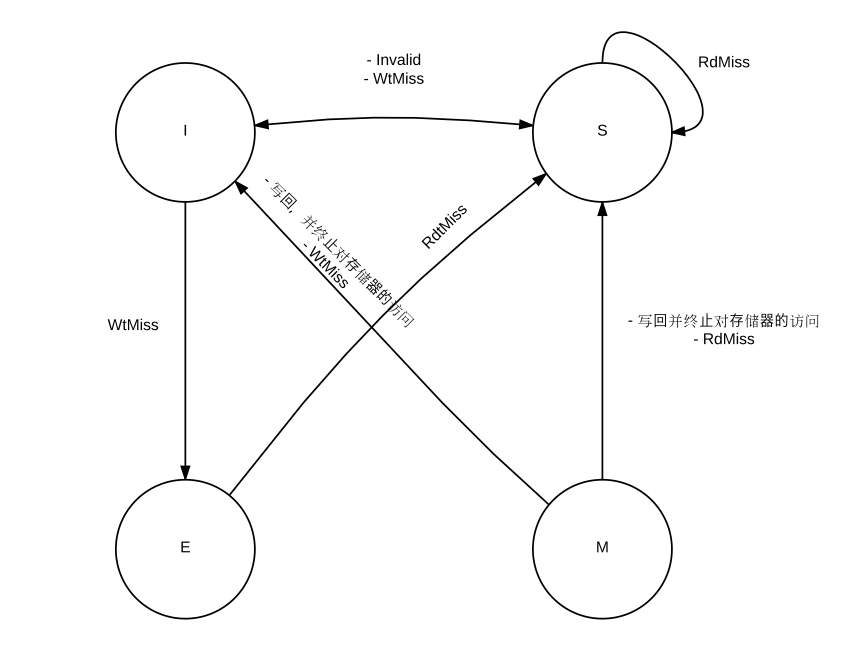 - Invalid
- WtMiss
RdMiss
I
S
- 写回，并终止对存储器的访问
- WtMiss
RdtMiss
WtMiss
- 写回并终止对存储器的访问
- RdMiss
E
M